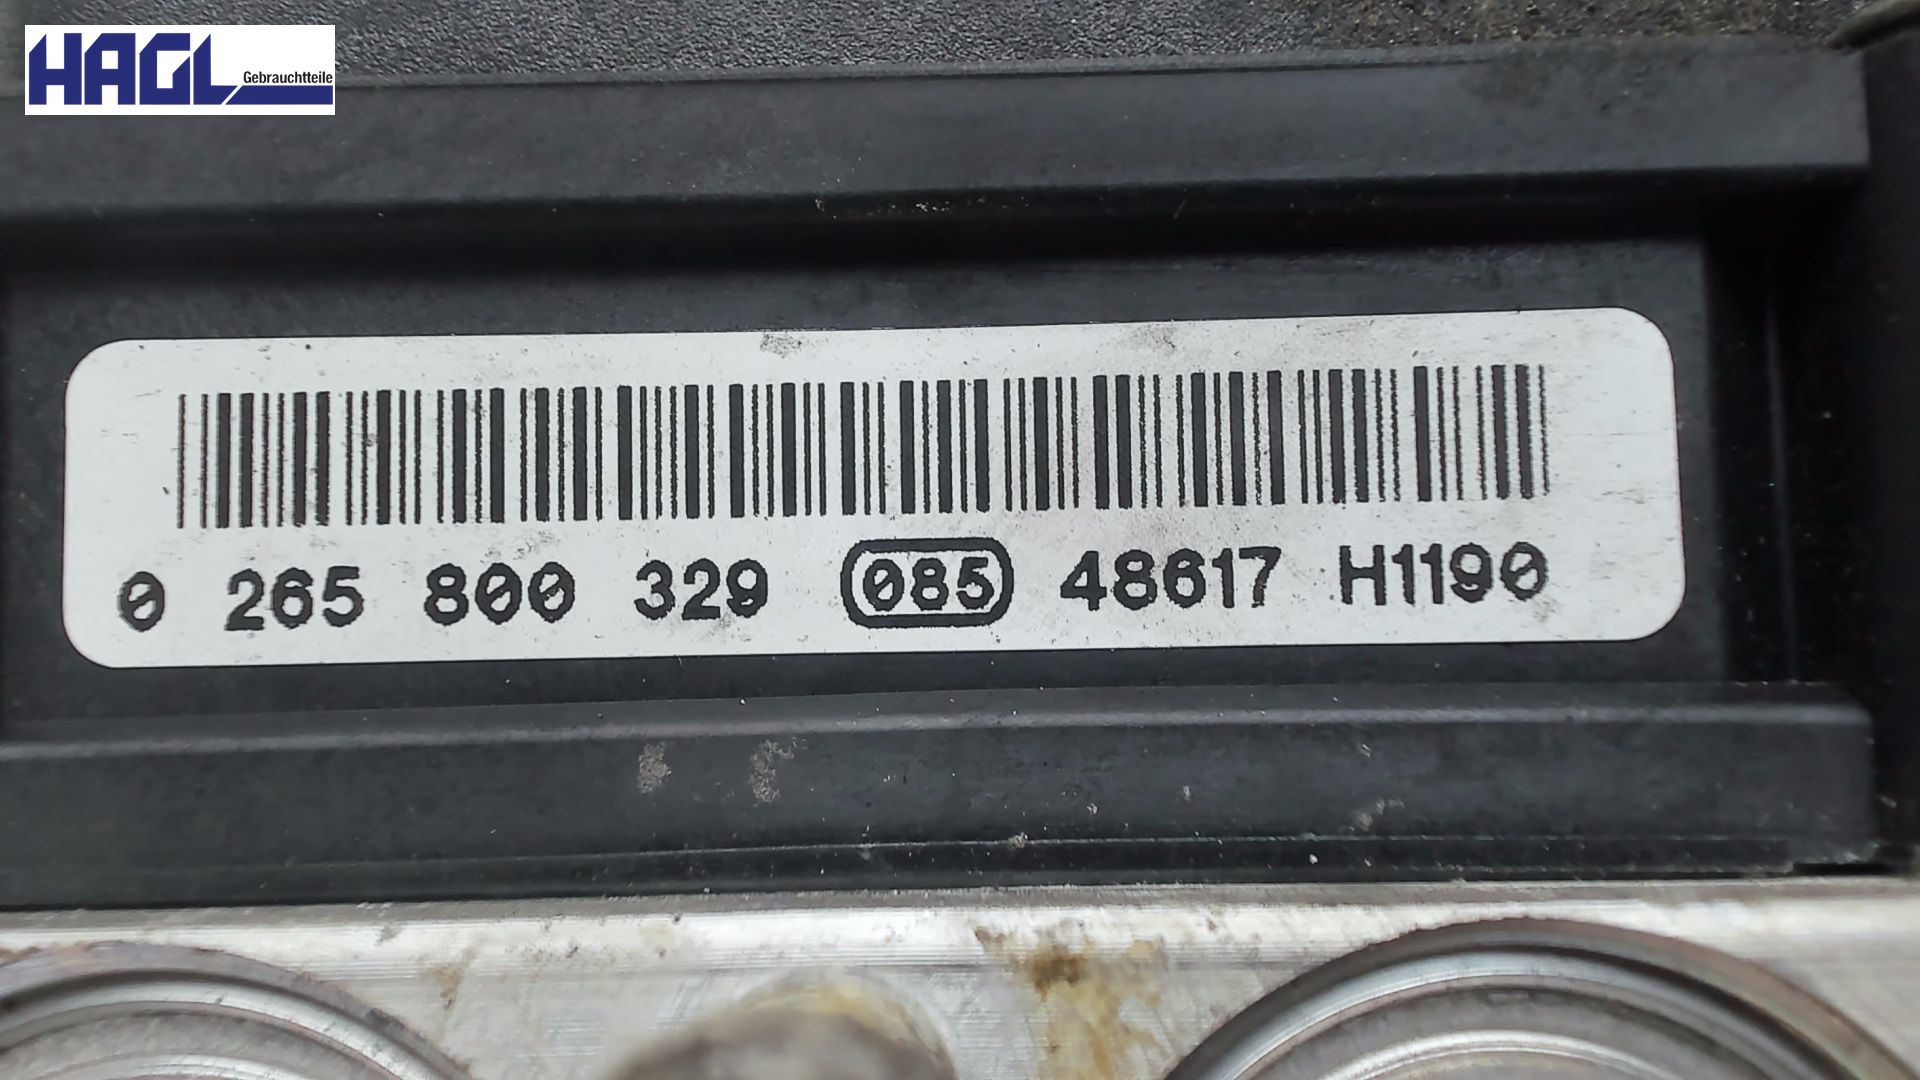 HAGL Gebrauchtteile
0 265 800 329 085 48617 H1190